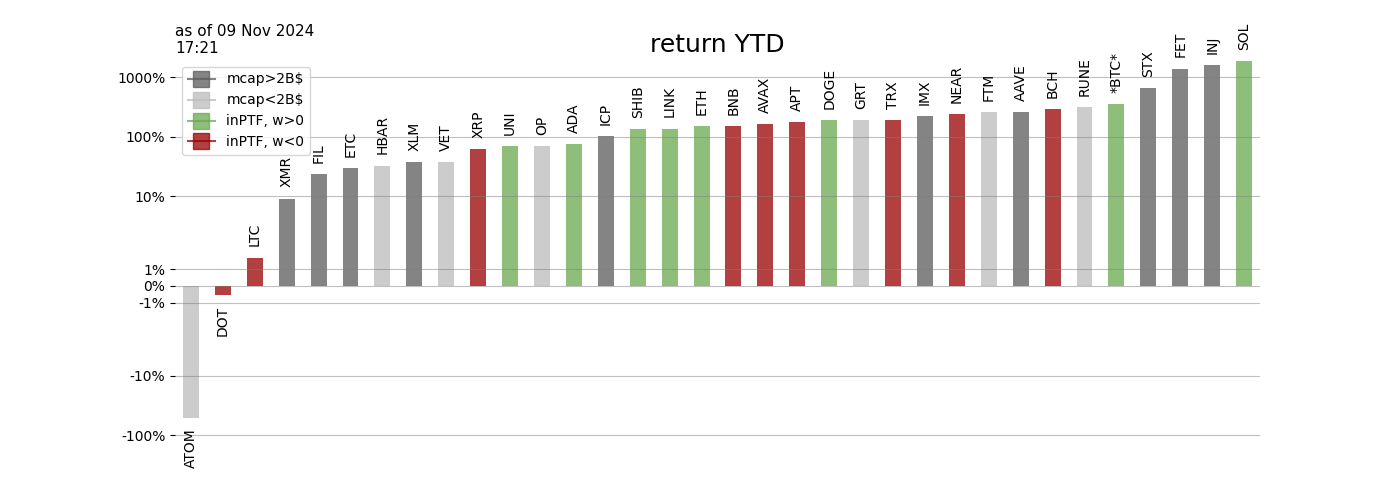 as of 09 Nov 2024
17:21
return YTD
mcap>2B$
mcap<2B$
inPTF, w>0
inPTF, w<0
1000%
100%
10%
1%
0%
-1%
-10%
-100%
ATOM
DOT
LTC
XMR
FIL
ETC
HBAR
XLM
VET
XRP
UNI
OP
ADA
ICP
SHIB
LINK
ETH
BNB
AVAX
APT
DOGE
GRT
TRX
IMX
NEAR
FTM
AAVE
BCH
RUNE
*BTC*
STX
FET
INJ
SOL